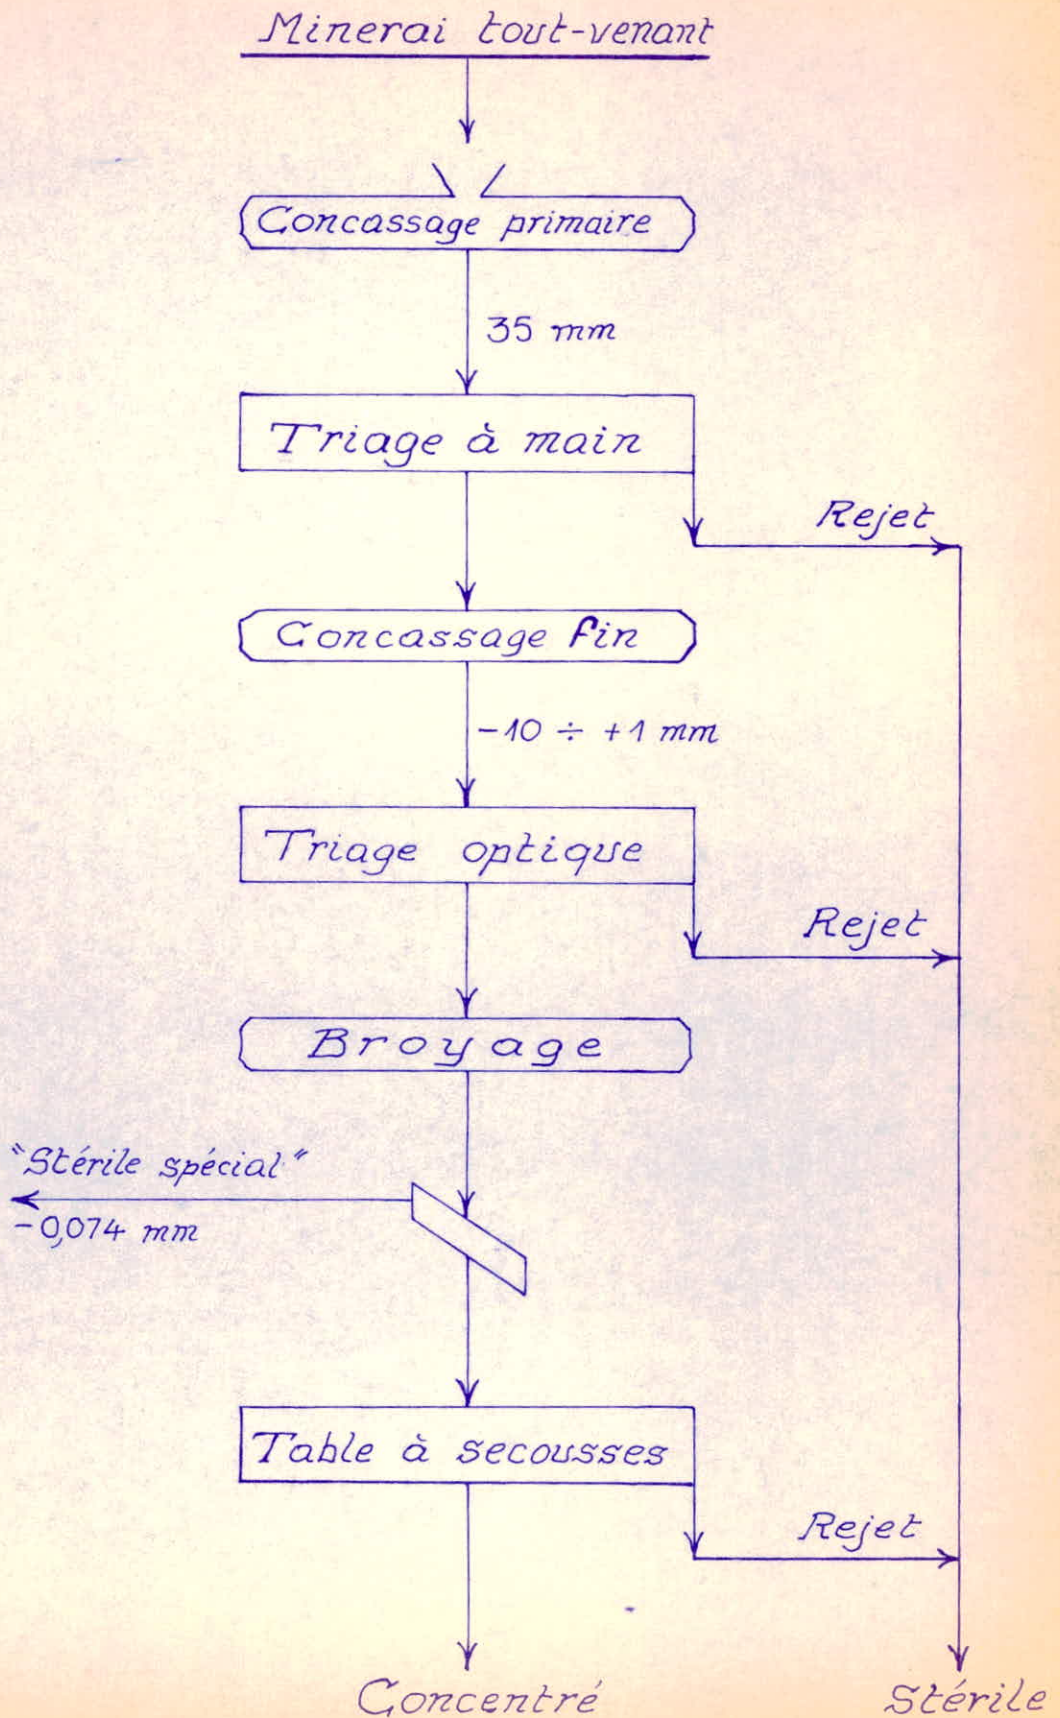 Minerai tout-venant
Concassage primaire
35 mm
Triage à main
Rejet
Concassage fin
-10 ÷ +1 mm
Triage optique
Rejet
Broyage
"Stérile spécial"
-0,074 mm
Table à secousses
Rejet
Concentré
Stérile